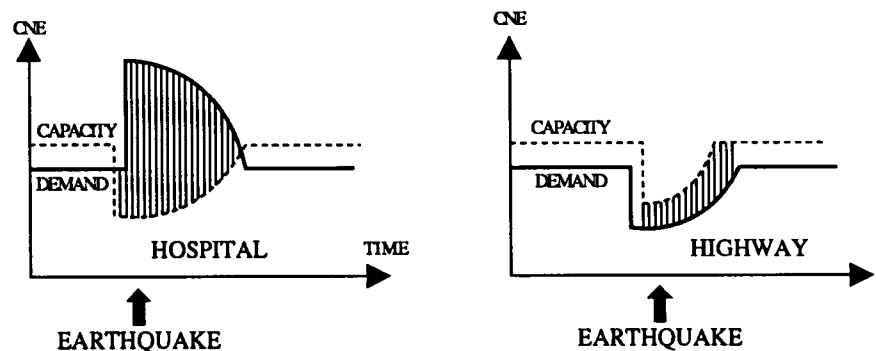 CNE
CAPACITY
DEMAND
HOSPITAL
TIME
EARTHQUAKE
CNE
CAPACITY
DEMAND
HIGHWAY
EARTHQUAKE